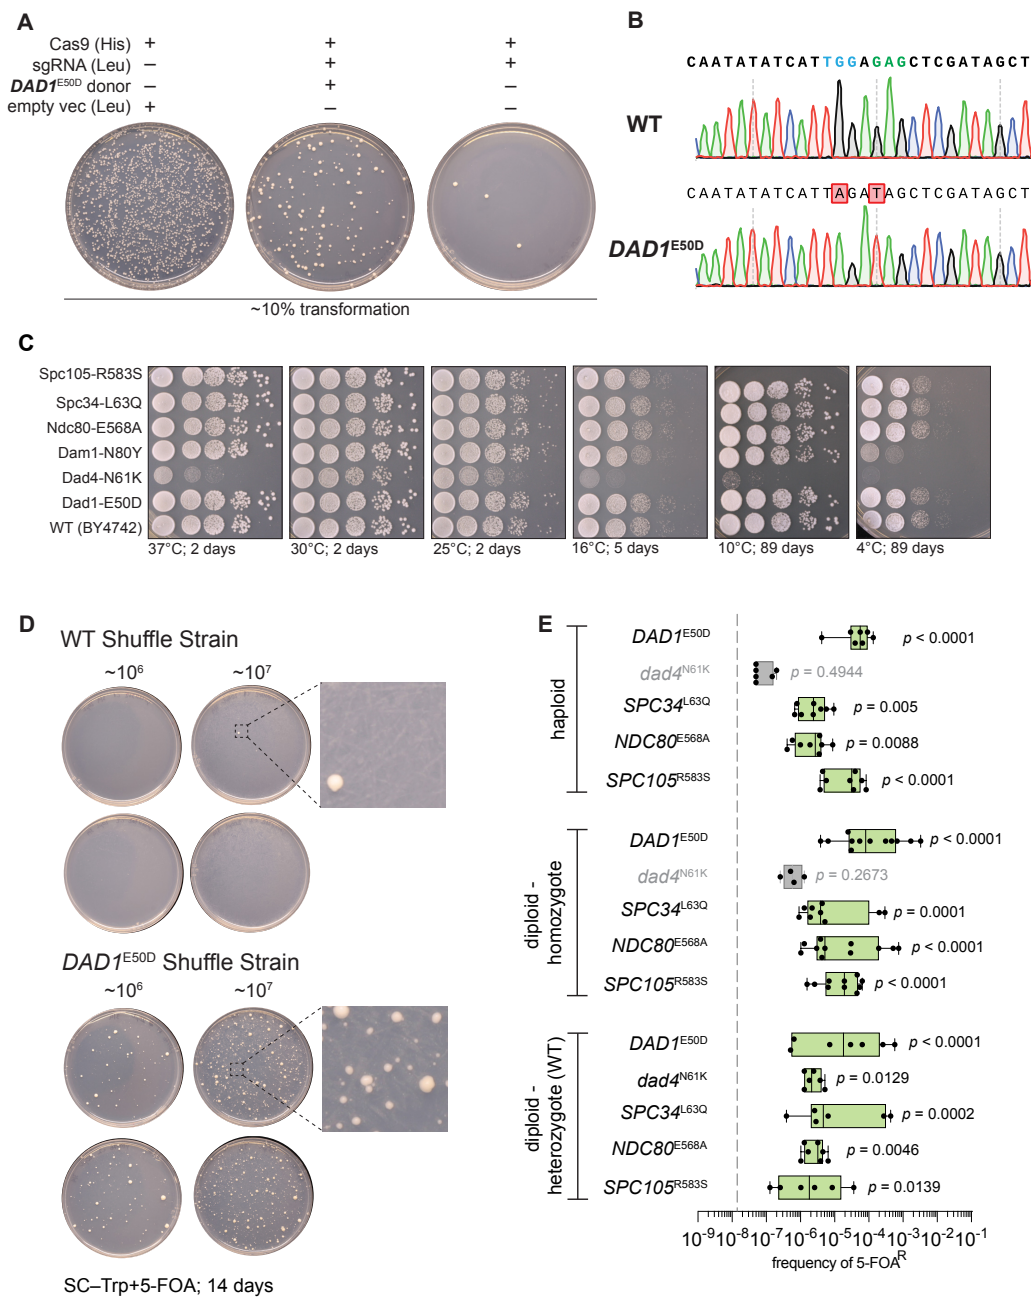 A
Cas9 (His) + + +
sgRNA (Leu) – + +
DAD1E50D donor – + –
empty vec (Leu) + – –
~10% transformation
B
CAATATATCATTGGAGAGCTCGATAGCT
WT
CAATATATCATTAGATAGCTCGATAGCT
DAD1E50D
C
Spc105-R583S
Spc34-L63Q
Ndc80-E568A
Dam1-N80Y
Dad4-N61K
Dad1-E50D
WT (BY4742)
37°C; 2 days
30°C; 2 days
25°C; 2 days
16°C; 5 days
10°C; 89 days
4°C; 89 days
D
WT Shuffle Strain
~10⁶ ~10⁷
DAD1E50D Shuffle Strain
~10⁶ ~10⁷
SC–Trp+5-FOA; 14 days
E
haploid
DAD1E50D p < 0.0001
dad4N61K p = 0.4944
SPC34L63Q p = 0.005
NDC80E568A p = 0.0088
SPC105R583S p < 0.0001
diploid - homozygote
DAD1E50D p < 0.0001
dad4N61K p = 0.2673
SPC34L63Q p = 0.0001
NDC80E568A p < 0.0001
SPC105R583S p < 0.0001
diploid - heterozygote (WT)
DAD1E50D p < 0.0001
dad4N61K p = 0.0129
SPC34L63Q p = 0.0002
NDC80E568A p = 0.0046
SPC105R583S p = 0.0139
10⁻⁹ 10⁻⁸ 10⁻⁷ 10⁻⁶ 10⁻⁵ 10⁻⁴ 10⁻³ 10⁻² 10⁻¹
frequency of 5-FOAᴿ